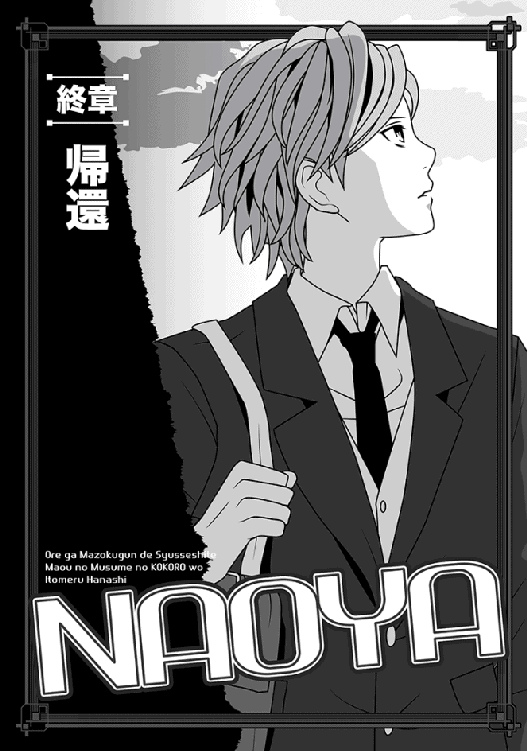 終章
帰還
Ore ga Mazokugun de Syusseshite
Maou no Musume no KOKORO wo
Itomeru Hanashi
NAOYA